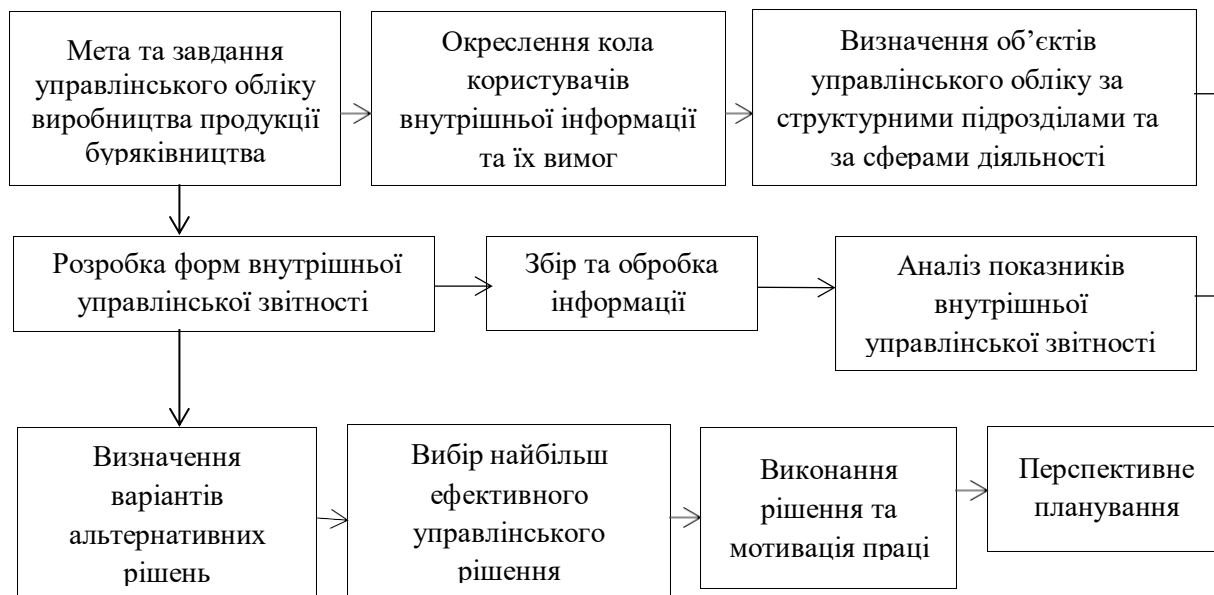 Мета та завдання
управлінського обліку
виробництва продукції
буряківництва
Окреслення кола
користувачів
внутрішньої інформації
та їх вимог
Визначення об’єктів
управлінського обліку за
структурними підрозділами та
за сферами діяльності
Розробка форм внутрішньої
управлінської звітності
Збір та обробка
інформації
Аналіз показників
внутрішньої
управлінської звітності
Визначення
варіантів
альтернативних
рішень
Вибір найбільш
ефективного
управлінського
рішення
Виконання
рішення та
мотивація праці
Перспективне
планування